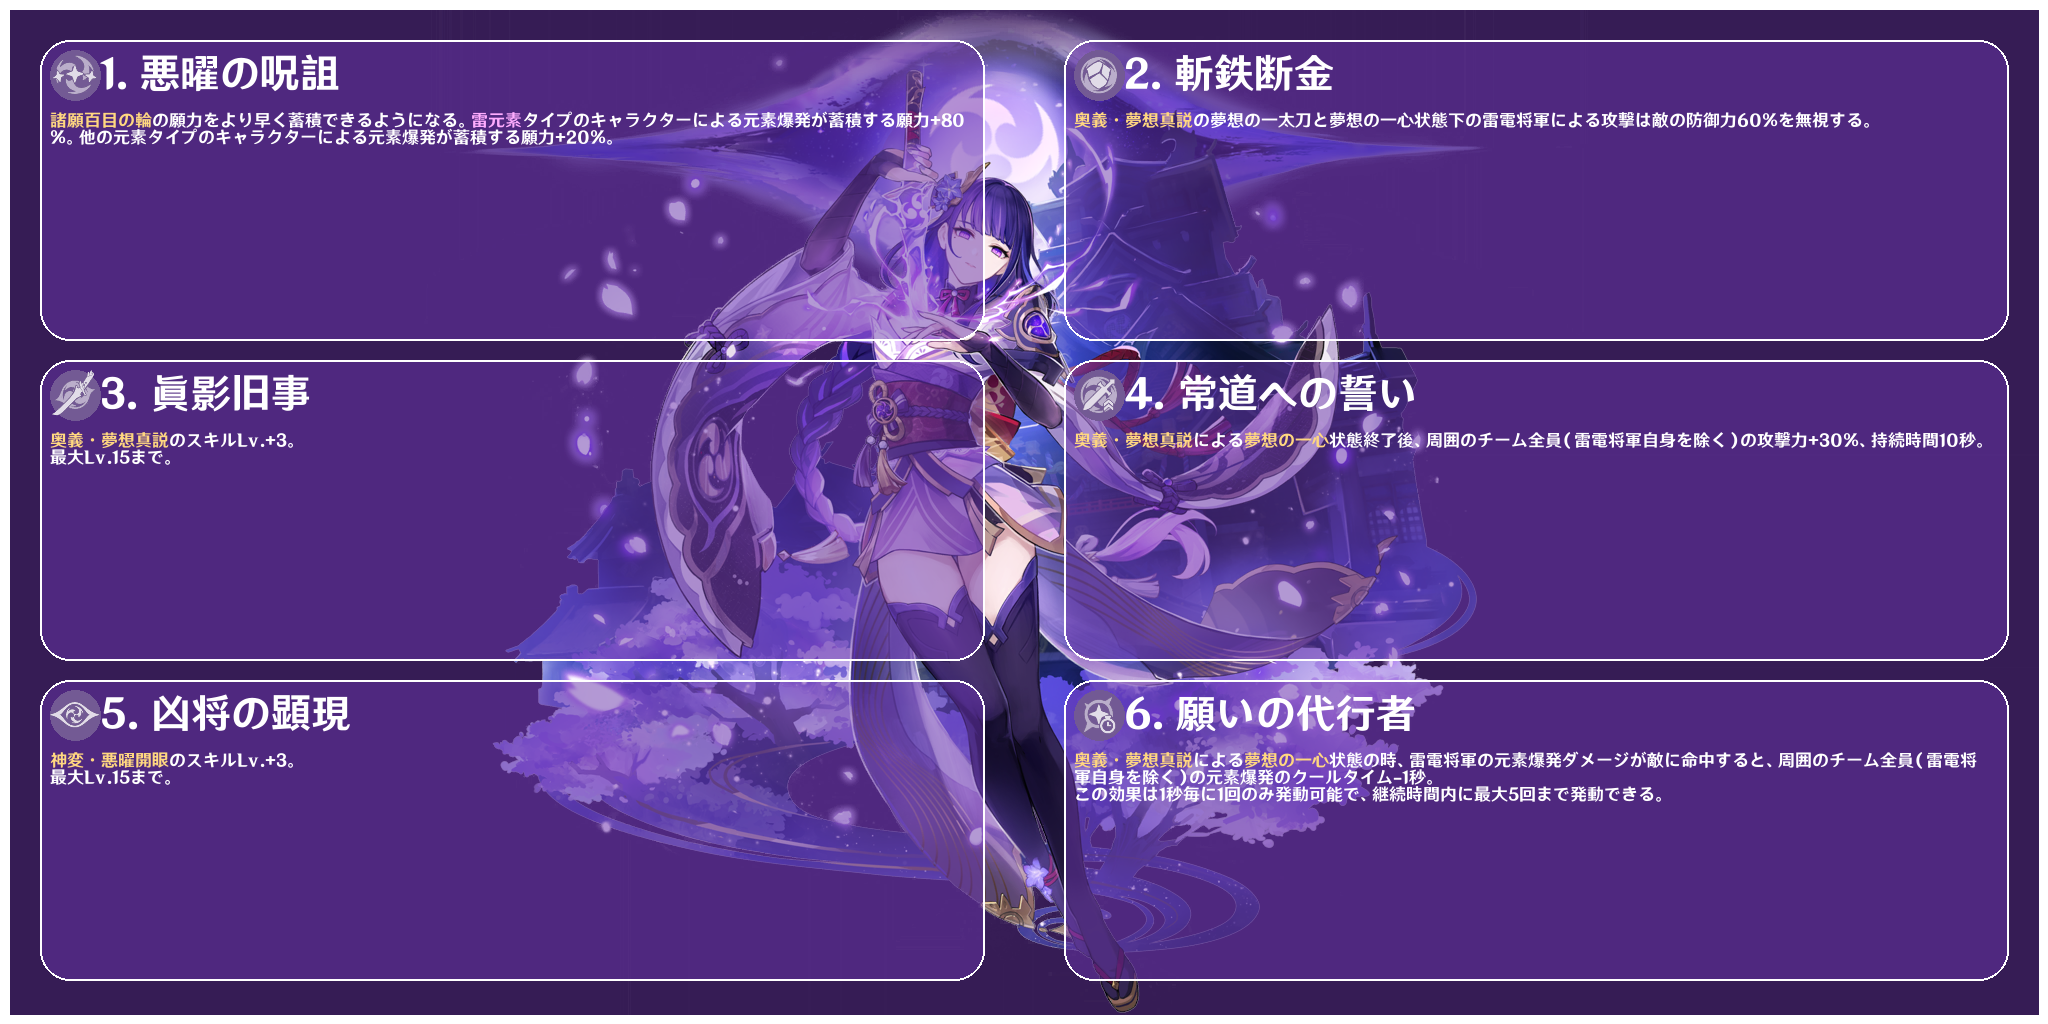 1. 悪曜の呪詛
諸願百目の輪の願力をより早く蓄積できるようになる。雷元素タイプのキャラクターによる元素爆発が蓄積する願力+80
%。他の元素タイプのキャラクターによる元素爆発が蓄積する願力+20%。
2. 斬鉄断金
奥義・夢想真説の夢想の一太刀と夢想の一心状態下の雷電将軍による攻撃は敵の防御力60%を無視する。
3. 眞影旧事
奥義・夢想真説のスキルLv.+3。
最大Lv.15まで。
4. 常道への誓い
奥義・夢想真説による夢想の一心状態終了後、周囲のチーム全員(雷電将軍自身を除く)の攻撃力+30%、持続時間10秒。
5. 凶将の顕現
神変・悪曜開眼のスキルLv.+3。
最大Lv.15まで。
6. 願いの代行者
奥義・夢想真説による夢想の一心状態の時、雷電将軍の元素爆発ダメージが敵に命中すると、周囲のチーム全員(雷電将
軍自身を除く)の元素爆発のクールタイム-1秒。
この効果は1秒毎に1回のみ発動可能で、継続時間内に最大5回まで発動できる。